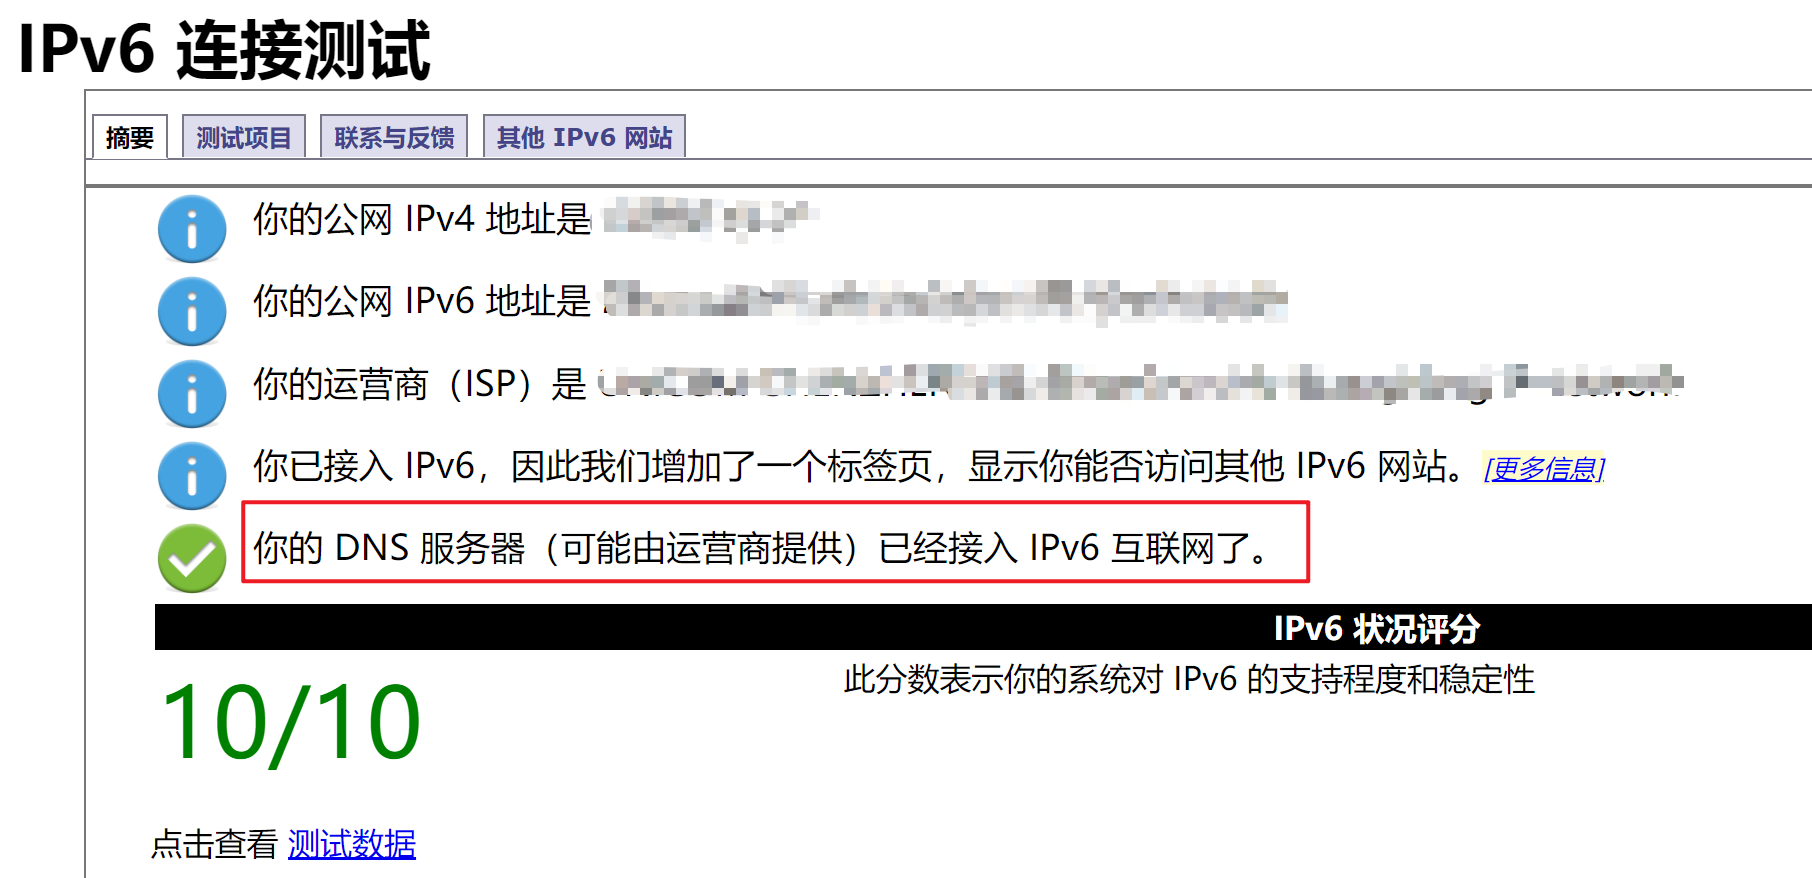 IPv6 连接测试
摘要 测试项目 联系与反馈 其他 IPv6 网站
你的公网 IPv4 地址是
你的公网 IPv6 地址是
你的运营商（ISP）是
你已接入 IPv6，因此我们增加了一个标签页，显示你能否访问其他 IPv6 网站。 [更多信息]
你的 DNS 服务器（可能由运营商提供）已经接入 IPv6 互联网了。
IPv6 状况评分
此分数表示你的系统对 IPv6 的支持程度和稳定性
10/10
点击查看 测试数据